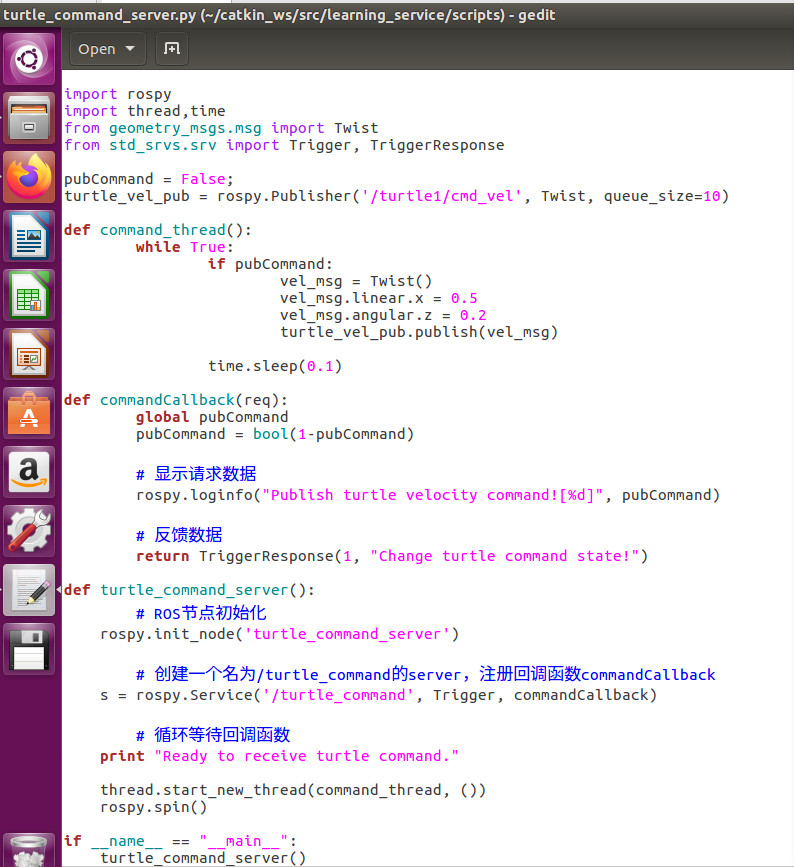 turtle_command_server.py (~/catkin_ws/src/learning_service/scripts) - gedit
Open
import rospy
import thread,time
from geometry_msgs.msg import Twist
from std_srvs.srv import Trigger, TriggerResponse
pubCommand = False;
turtle_vel_pub = rospy.Publisher('/turtle1/cmd_vel', Twist, queue_size=10)
def command_thread():
while True:
if pubCommand:
vel_msg = Twist()
vel_msg.linear.x = 0.5
vel_msg.angular.z = 0.2
turtle_vel_pub.publish(vel_msg)
time.sleep(0.1)
def commandCallback(req):
global pubCommand
pubCommand = bool(1-pubCommand)
# 显示请求数据
rospy.loginfo("Publish turtle velocity command![%d]", pubCommand)
# 反馈数据
return TriggerResponse(1, "Change turtle command state!")
def turtle_command_server():
# ROS节点初始化
rospy.init_node('turtle_command_server')
# 创建一个名为/turtle_command的server，注册回调函数commandCallback
s = rospy.Service('/turtle_command', Trigger, commandCallback)
# 循环等待回调函数
print "Ready to receive turtle command."
thread.start_new_thread(command_thread, ())
rospy.spin()
if __name__ == "__main__":
turtle_command_server()